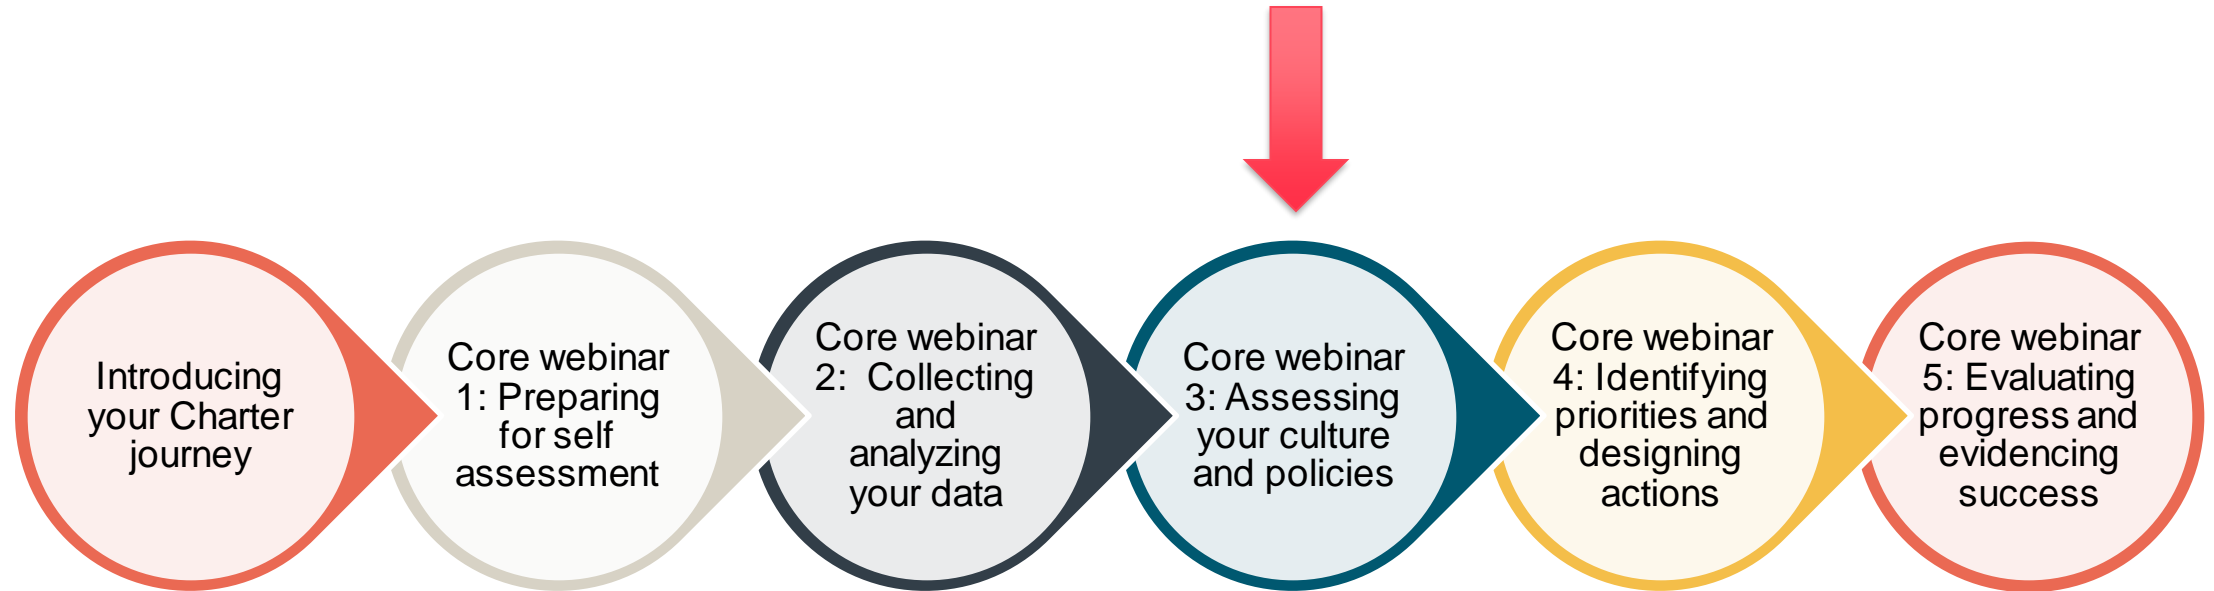 Introducing
your Charter
journey
Core webinar
1: Preparing
for self
assessment
Core webinar
2:  Collecting
and
analyzing
your data
Core webinar
3: Assessing
your culture
and policies
Core webinar
4: Identifying
priorities and
designing
actions
Core webinar
5: Evaluating
progress and
evidencing
success